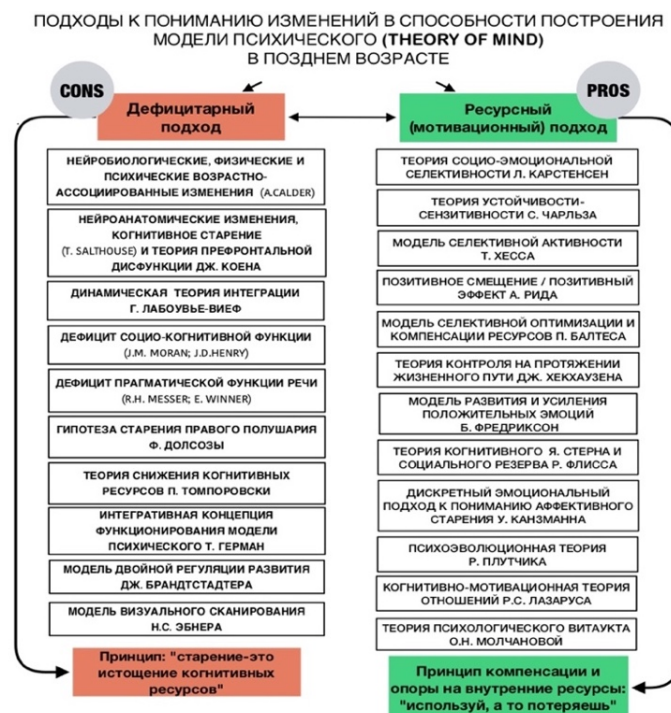 ПОДХОДЫ К ПОНИМАНИЮ ИЗМЕНЕНИЙ В СПОСОБНОСТИ ПОСТРОЕНИЯ
МОДЕЛИ ПСИХИЧЕСКОГО (THEORY OF MIND)
В ПОЗДНЕМ ВОЗРАСТЕ
CONS
Дефицитарный
подход
НЕЙРОБИОЛОГИЧЕСКИЕ, ФИЗИЧЕСКИЕ И
ПСИХИЧЕСКИЕ ВОЗРАСТНО-
АССОЦИИРОВАННЫЕ ИЗМЕНЕНИЯ (A.CALDER)
НЕЙРОАНАТОМИЧЕСКИЕ ИЗМЕНЕНИЯ,
КОГНИТИВНОЕ СТАРЕНИЕ
(T. SALTHOUSE) И ТЕОРИЯ ПРЕФРОНТАЛЬНОЙ
ДИСФУНКЦИИ ДЖ. КОЕНА
ДИНАМИЧЕСКАЯ ТЕОРИЯ ИНТЕГРАЦИИ
Г. ЛАБОУВЬЕ-ВИЕФ
ДЕФИЦИТ СОЦИО-КОГНИТИВНОЙ ФУНКЦИИ
(J.M. MORAN; J.D.HENRY)
ДЕФИЦИТ ПРАГМАТИЧЕСКОЙ ФУНКЦИИ РЕЧИ
(R.H. MESSER; E. WINNER)
ГИПОТЕЗА СТАРЕНИЯ ПРАВОГО ПОЛУШАРИЯ
Ф. ДОЛСОЗЫ
ТЕОРИЯ СНИЖЕНИЯ КОГНИТИВНЫХ
РЕСУРСОВ П. ТОМПОРОВСКИ
ИНТЕГРАТИВНАЯ КОНЦЕПЦИЯ
ФУНКЦИОНИРОВАНИЯ МОДЕЛИ
ПСИХИЧЕСКОГО Т. ГЕРМАН
МОДЕЛЬ ДВОЙНОЙ РЕГУЛЯЦИИ РАЗВИТИЯ
ДЖ. БРАНДТСТАДТЕРА
МОДЕЛЬ ВИЗУАЛЬНОГО СКАНИРОВАНИЯ
Н.С. ЭБНЕРА
Принцип: "старение-это
истощение когнитивных
ресурсов"
PROS
Ресурсный
(мотивационный) подход
ТЕОРИЯ СОЦИО-ЭМОЦИОНАЛЬНОЙ
СЕЛЕКТИВНОСТИ Л. КАРСТЕНСЕН
ТЕОРИЯ УСТОЙЧИВОСТИ-
СЕНЗИТИВНОСТИ С. ЧАРЛЬЗА
МОДЕЛЬ СЕЛЕКТИВНОЙ АКТИВНОСТИ
Т. ХЕССА
ПОЗИТИВНОЕ СМЕЩЕНИЕ / ПОЗИТИВНЫЙ
ЭФФЕКТ А. РИДА
МОДЕЛЬ СЕЛЕКТИВНОЙ ОПТИМИЗАЦИИ И
КОМПЕНСАЦИИ РЕСУРСОВ П. БАЛТЕСА
ТЕОРИЯ КОНТРОЛЯ НА ПРОТЯЖЕНИИ
ЖИЗНЕННОГО ПУТИ ДЖ. ХЕКХАУЗЕНА
МОДЕЛЬ РАЗВИТИЯ И УСИЛЕНИЯ
ПОЛОЖИТЕЛЬНЫХ ЭМОЦИЙ
Б. ФРЕДРИКСОН
ТЕОРИЯ КОГНИТИВНОГО Я. СТЕРНА И
СОЦИАЛЬНОГО РЕЗЕРВА Р. ФЛИССА
ДИСКРЕТНЫЙ ЭМОЦИОНАЛЬНЫЙ
ПОДХОД К ПОНИМАНИЮ АФФЕКТИВНОГО
СТАРЕНИЯ У. КАНЗМАННА
ПСИХОЭВОЛЮЦИОННАЯ ТЕОРИЯ
Р. ПЛУТЧИКА
КОГНИТИВНО-МОТИВАЦИОННАЯ ТЕОРИЯ
ОТНОШЕНИЙ Р.С. ЛАЗАРУСА
ТЕОРИЯ ПСИХОЛОГИЧЕСКОГО ВИТАУКТА
О.Н. МОЛЧАНОВОЙ
Принцип компенсации и
опоры на внутренние ресурсы:
"используй, а то потеряешь"